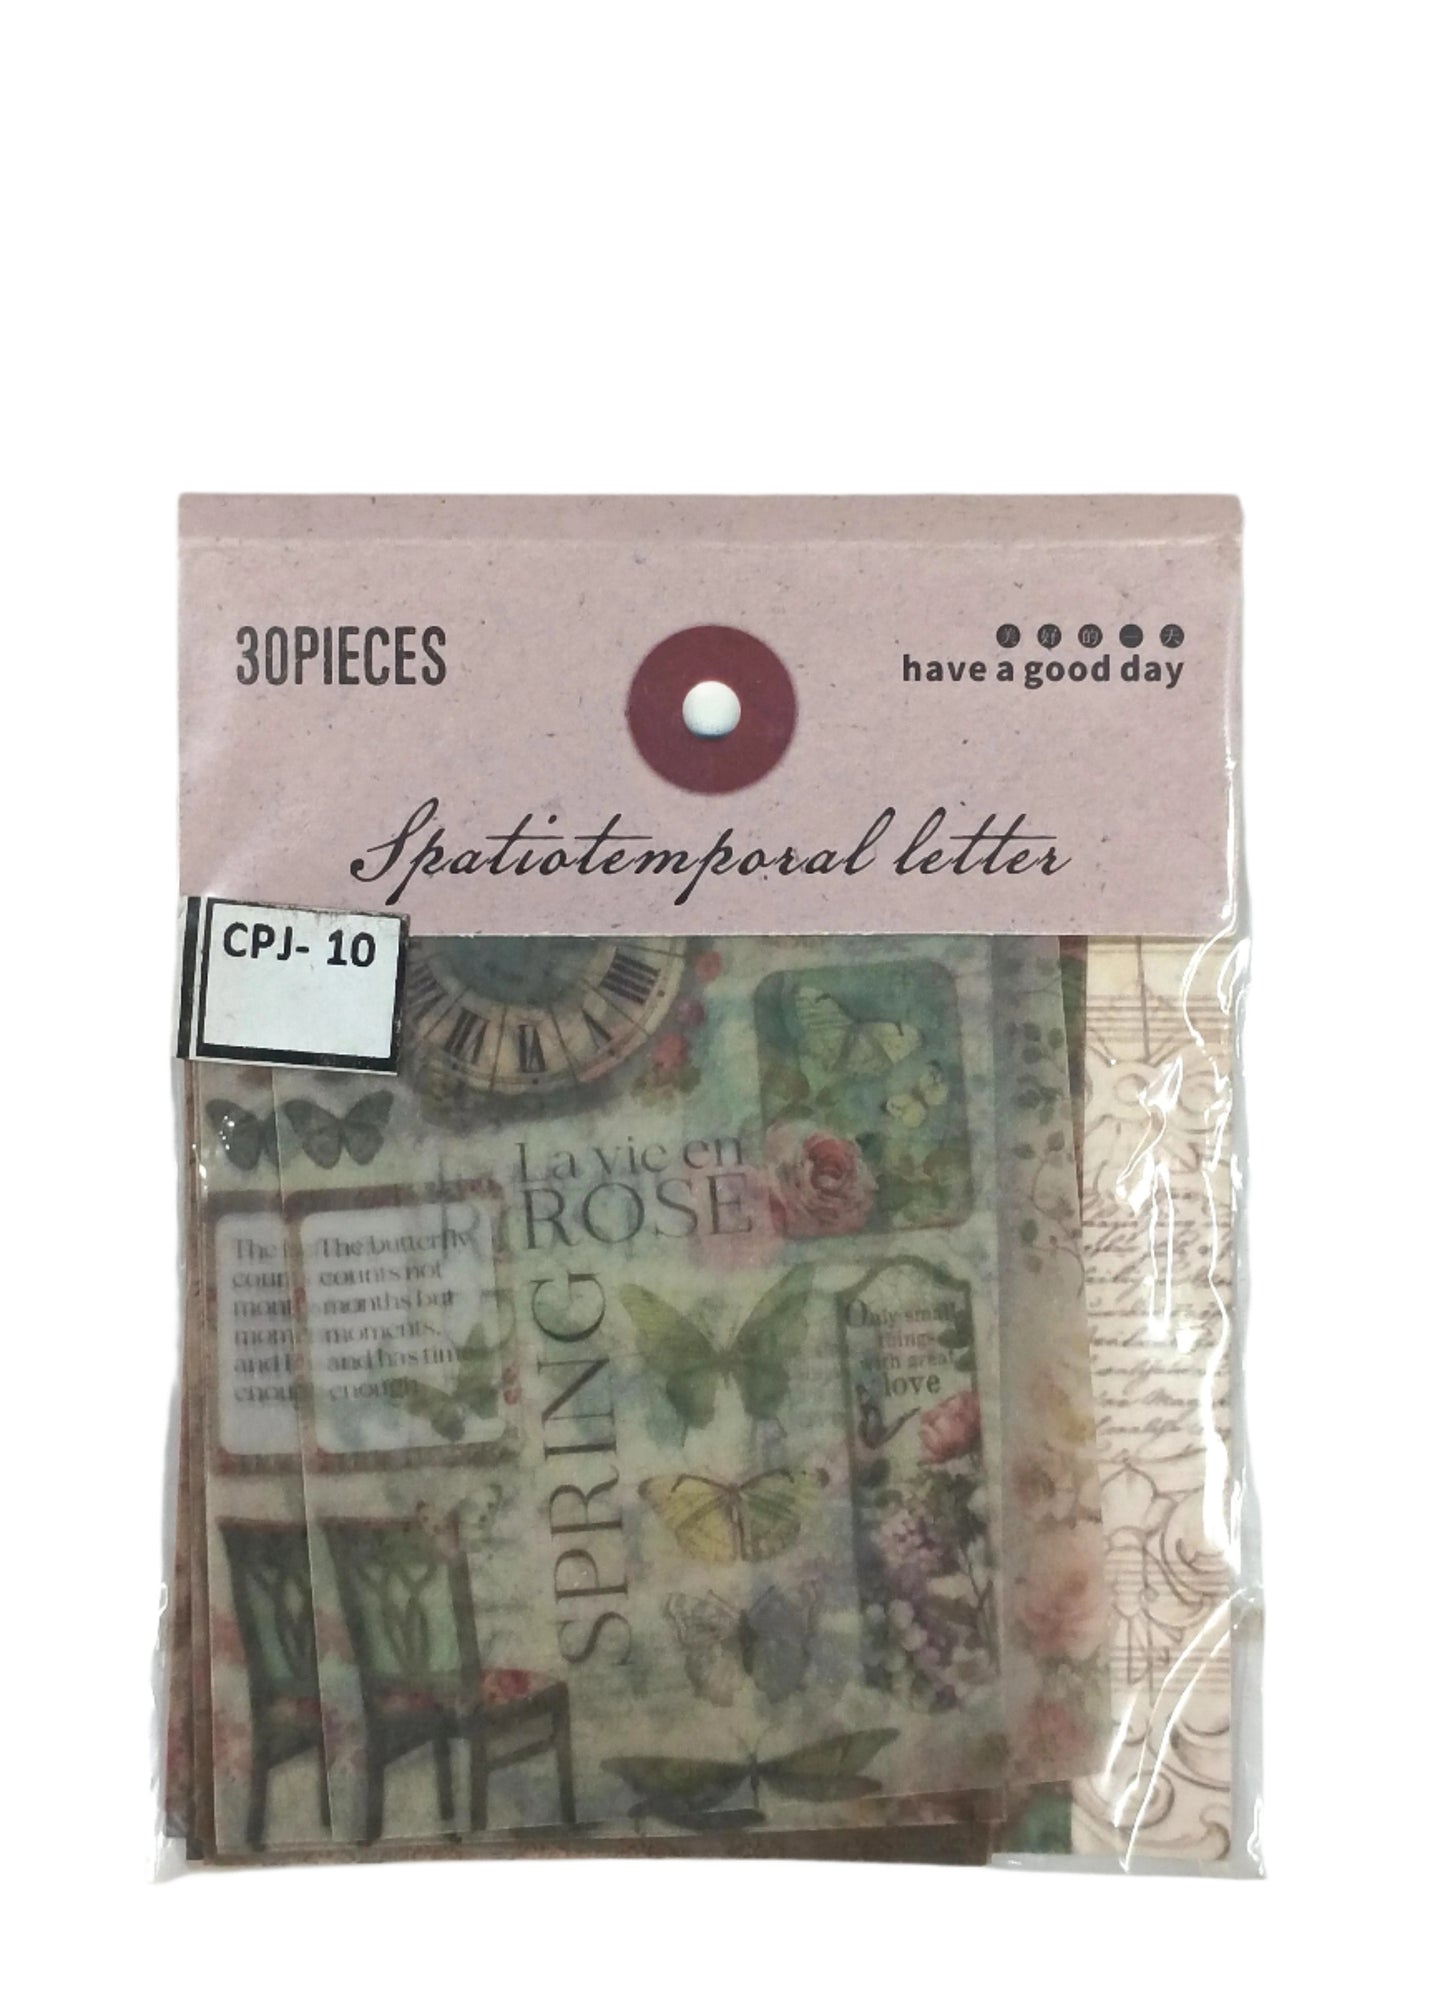 30PIECES
美好的一天
have a good day
Spatiotemporal letter
CPJ- 10
La vie en
ROSE
SPRING
The butterfly
counts not
months but
moments,
and has time
enough
Only small
things
with great
love